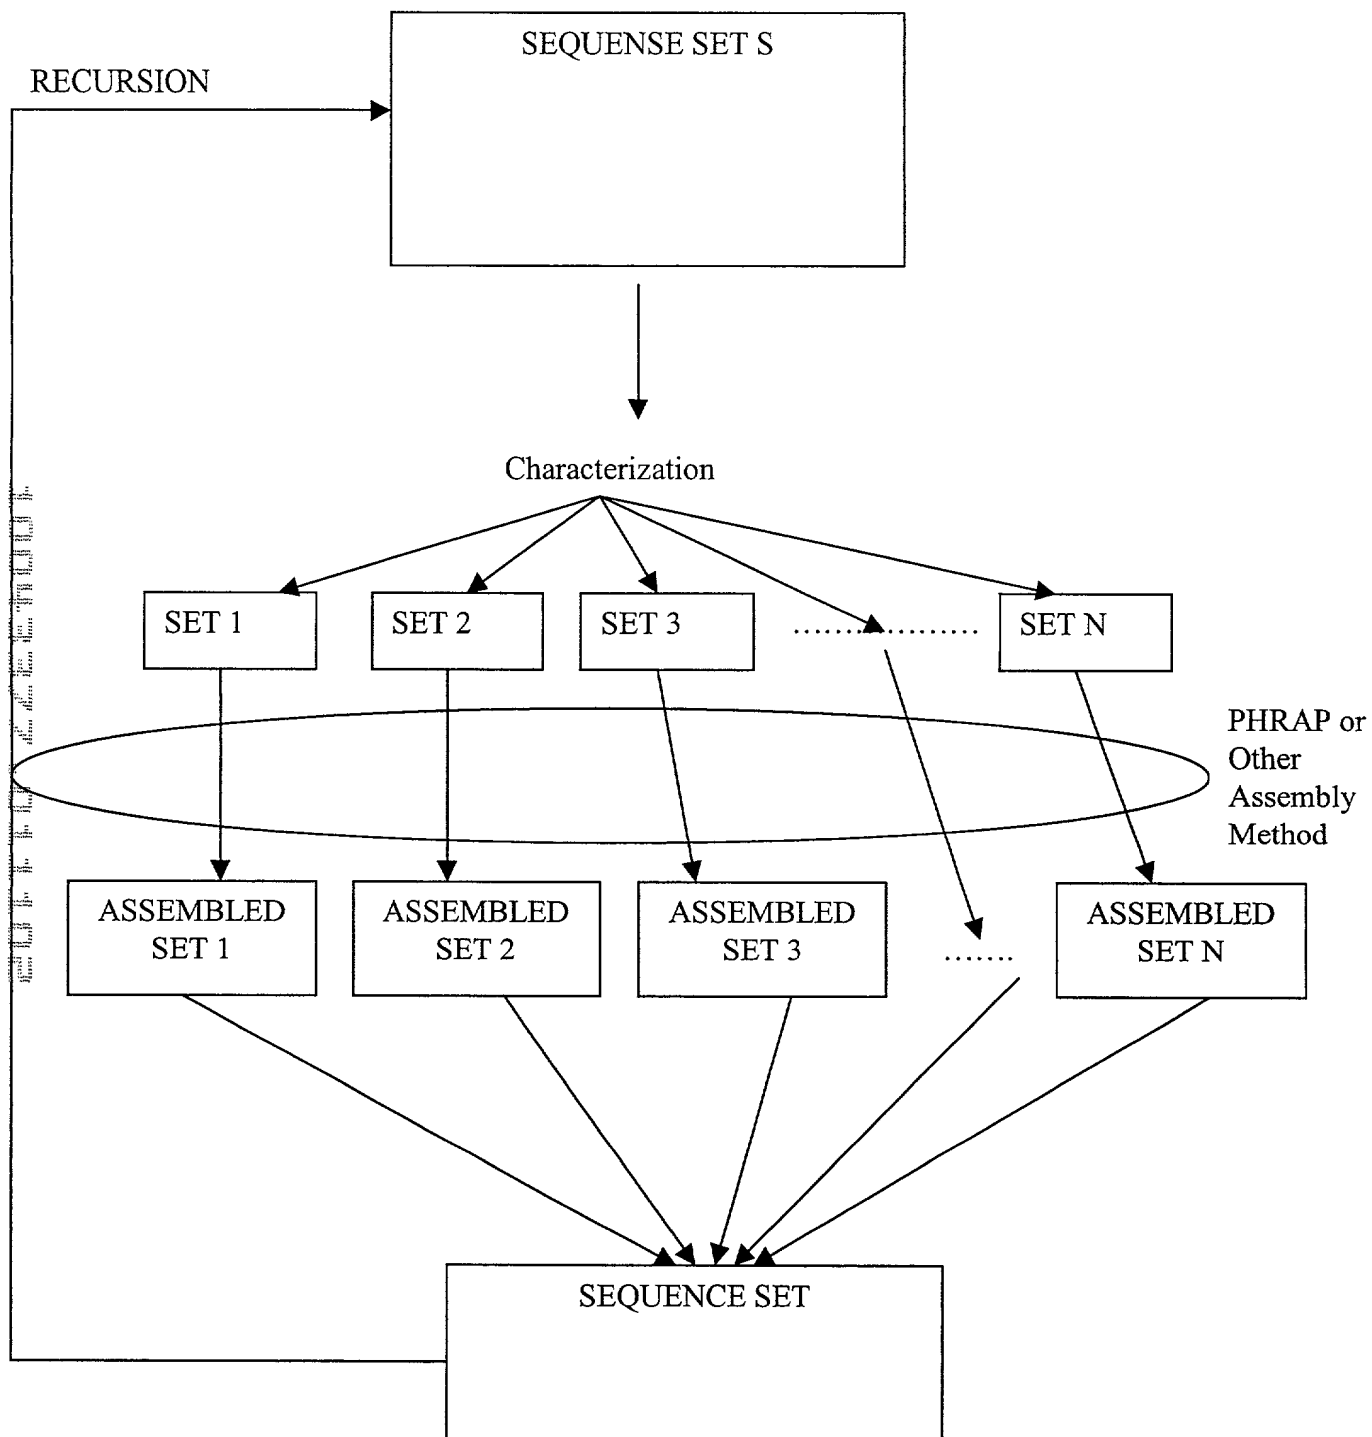 SEQUENSE SET S
RECURSION
Characterization
SET 1
SET 2
SET 3
..................
SET N
PHRAP or
Other
Assembly
Method
ASSEMBLED
SET 1
ASSEMBLED
SET 2
ASSEMBLED
SET 3
.......
ASSEMBLED
SET N
SEQUENCE SET